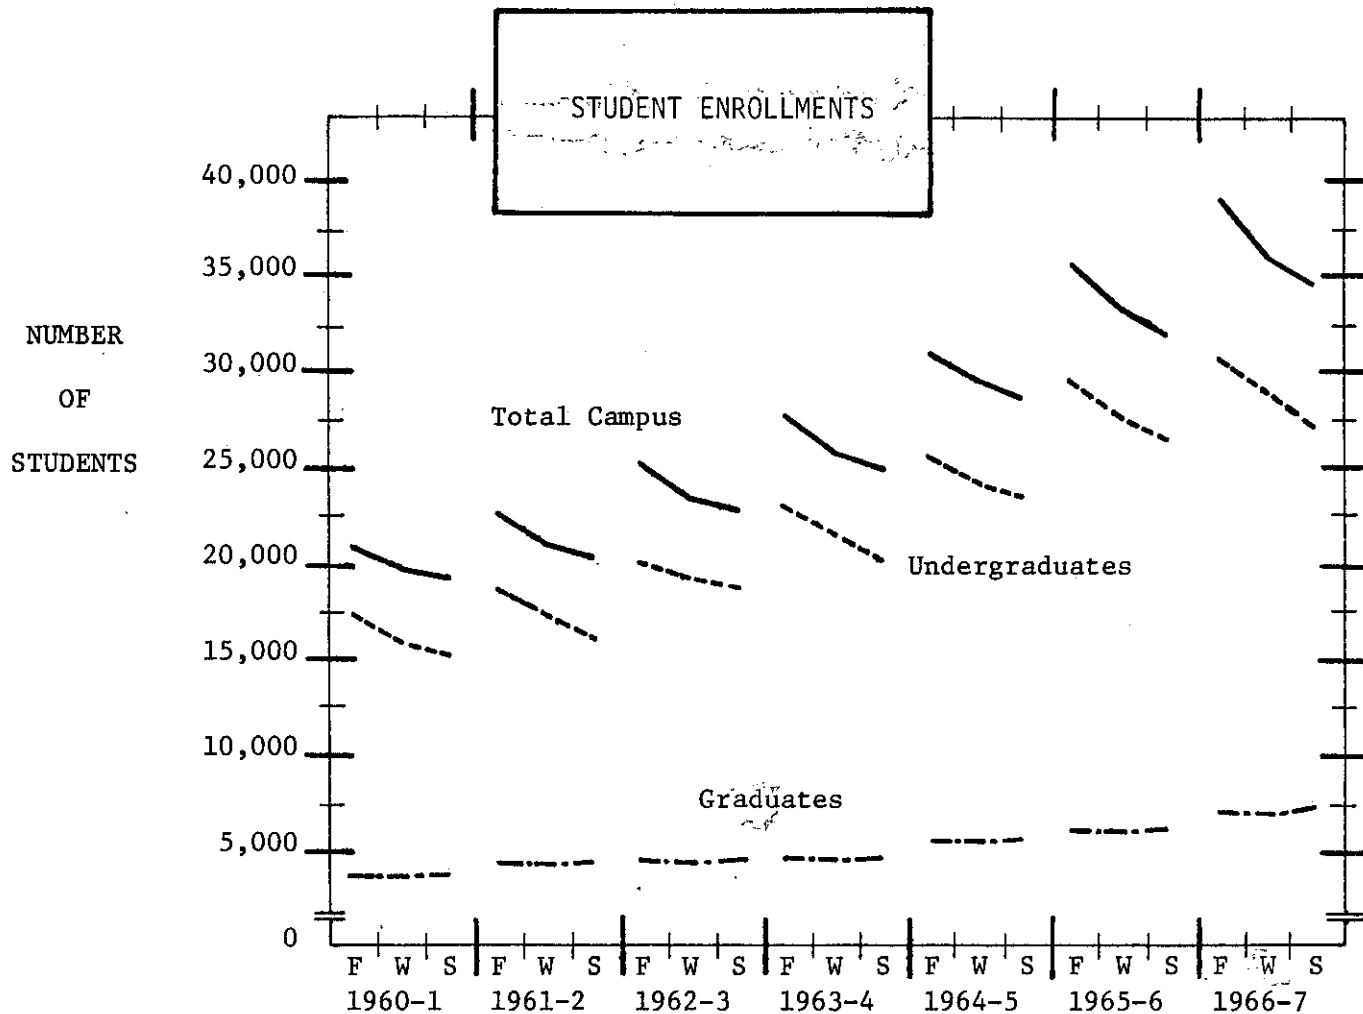 STUDENT ENROLLMENTS
40,000
35,000
NUMBER
30,000
OF
Total Campus
STUDENTS
25,000
20,000
Undergraduates
15,000
10,000
Graduates
5,000
0
F W S F W S F W S F W S F W S F W S F W S
1960-1 1961-2 1962-3 1963-4 1964-5 1965-6 1966-7